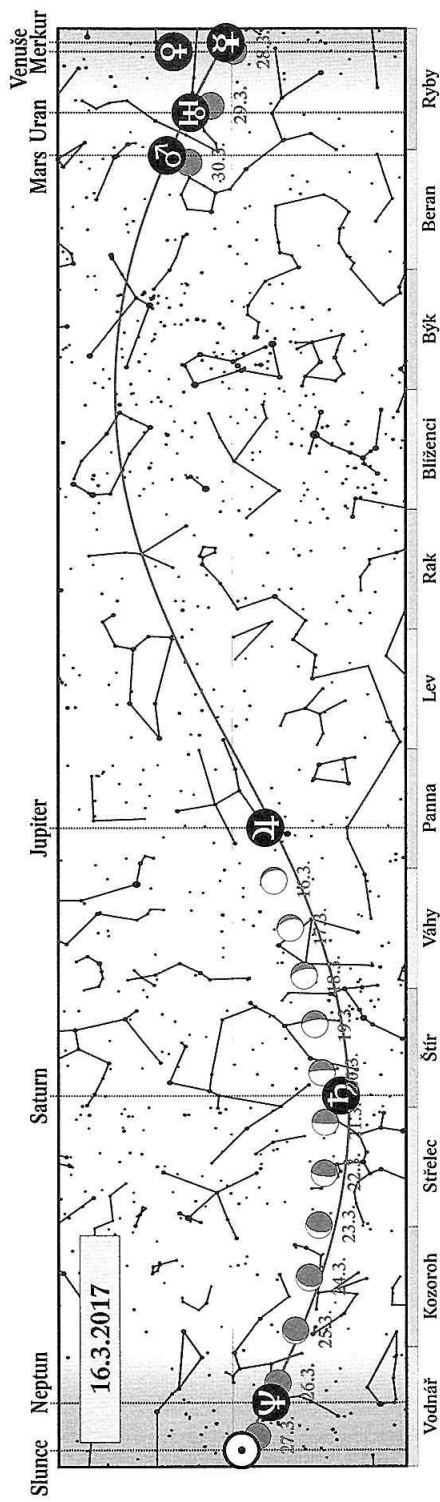 Slunce Neptun Saturn Jupiter Mars Uran Venuše
Merkur
16.3.2017
27.3. 26.3. 25.3. 24.3. 23.3. 22.3. 21.3. 20.3. 19.3. 18.3. 17.3. 16.3. 30.3. 29.3. 28.3.
Vodnář Kozoroh Střelec Štír Váhy Panna Lev Rak Blíženci Býk Beran Ryby